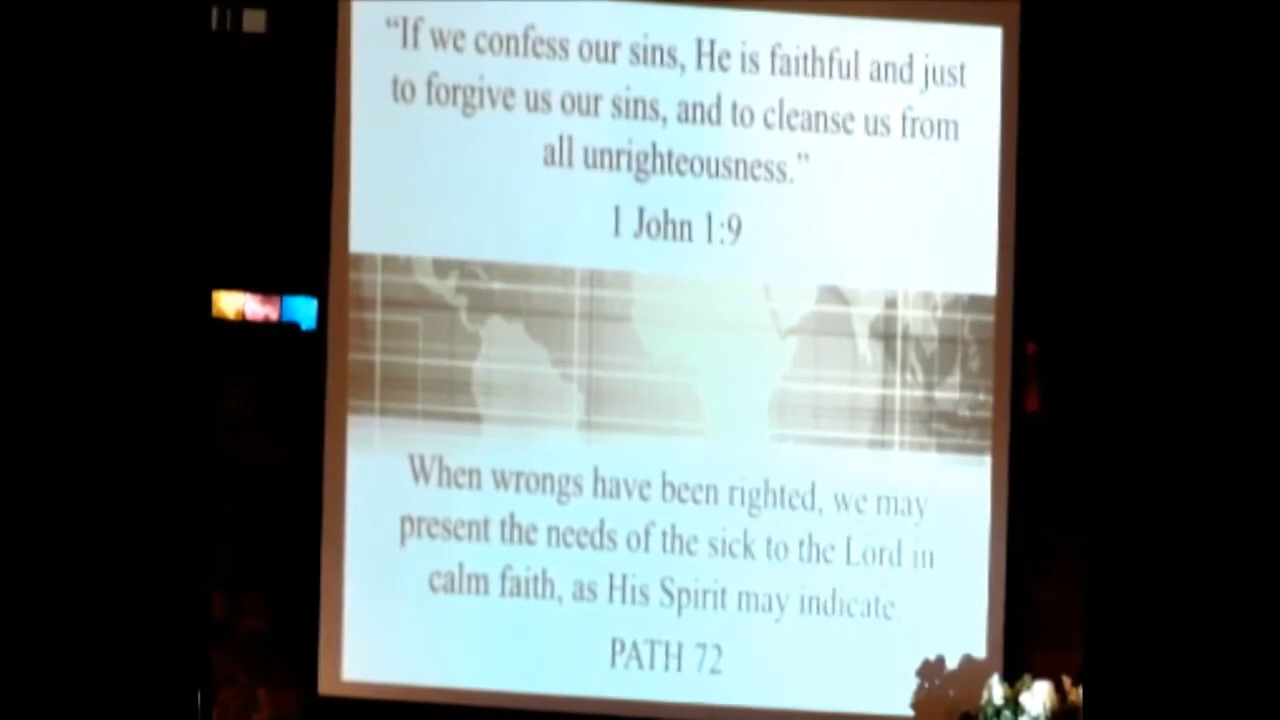 “If we confess our sins, He is faithful and just
to forgive us our sins, and to cleanse us from
all unrighteousness.”
1 John 1:9
When wrongs have been righted, we may
present the needs of the sick to the Lord in
calm faith, as His Spirit may indicate
PATH 72